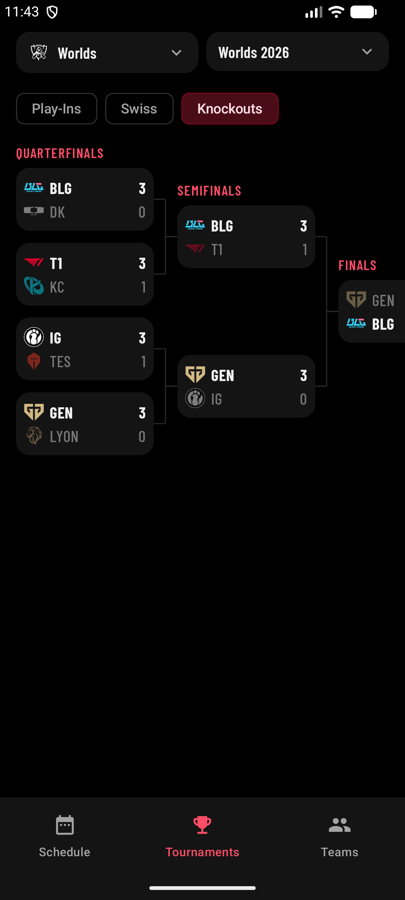 11:43
Worlds
Worlds 2026
Play-Ins
Swiss
Knockouts
QUARTERFINALS
BLG 3
DK 0
T1 3
KC 1
IG 3
TES 1
GEN 3
LYON 0
SEMIFINALS
BLG 3
T1 1
GEN 3
IG 0
FINALS
GEN
BLG
Schedule
Tournaments
Teams